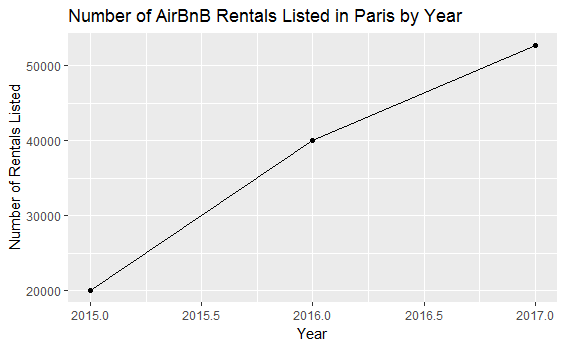 Number of AirBnB Rentals Listed in Paris by Year
Number of Rentals Listed
50000
40000
30000
20000
2015.0 2015.5 2016.0 2016.5 2017.0
Year